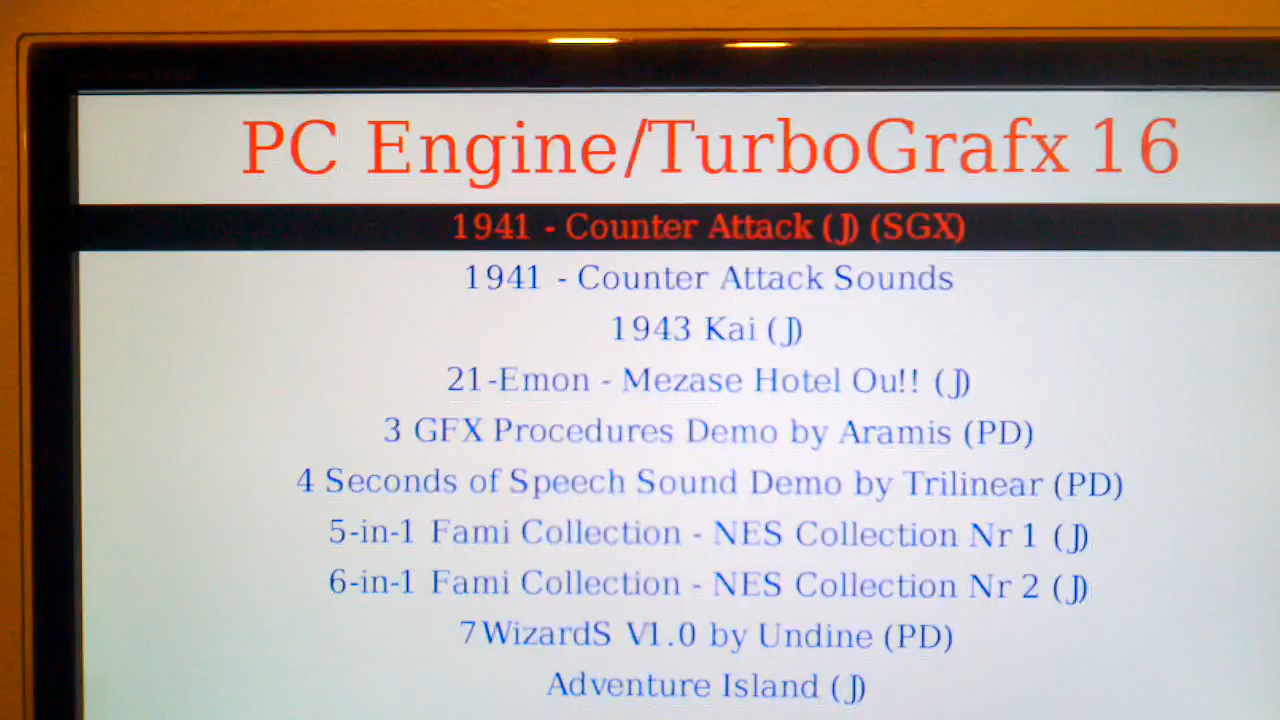 PC Engine/TurboGrafx 16
1941 - Counter Attack (J) (SGX)
1941 - Counter Attack Sounds
1943 Kai (J)
21-Emon - Mezase Hotel Ou!! (J)
3 GFX Procedures Demo by Aramis (PD)
4 Seconds of Speech Sound Demo by Trilinear (PD)
5-in-1 Fami Collection - NES Collection Nr 1 (J)
6-in-1 Fami Collection - NES Collection Nr 2 (J)
7WizardS V1.0 by Undine (PD)
Adventure Island (J)